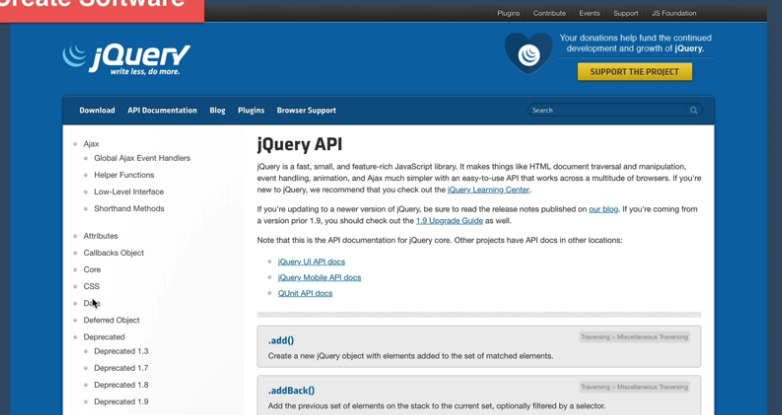 Create Software
Plugins Contribute Events Support JS Foundation
jQuery
write less, do more.
Your donations help fund the continued
development and growth of jQuery.
SUPPORT THE PROJECT
Download API Documentation Blog Plugins Browser Support Search
Ajax
Global Ajax Event Handlers
Helper Functions
Low-Level Interface
Shorthand Methods
Attributes
Callbacks Object
Core
CSS
Data
Deferred Object
Deprecated
Deprecated 1.3
Deprecated 1.7
Deprecated 1.8
Deprecated 1.9
jQuery API
jQuery is a fast, small, and feature-rich JavaScript library. It makes things like HTML document traversal and manipulation,
event handling, animation, and Ajax much simpler with an easy-to-use API that works across a multitude of browsers. If you're
new to jQuery, we recommend that you check out the jQuery Learning Center.
If you're updating to a newer version of jQuery, be sure to read the release notes published on our blog. If you're coming from
a version prior 1.9, you should check out the 1.9 Upgrade Guide as well.
Note that this is the API documentation for jQuery core. Other projects have API docs in other locations:
jQuery UI API docs
jQuery Mobile API docs
QUnit API docs
.add()
Traversing > Miscellaneous Traversing
Create a new jQuery object with elements added to the set of matched elements.
.addBack()
Traversing > Miscellaneous Traversing
Add the previous set of elements on the stack to the current set, optionally filtered by a selector.